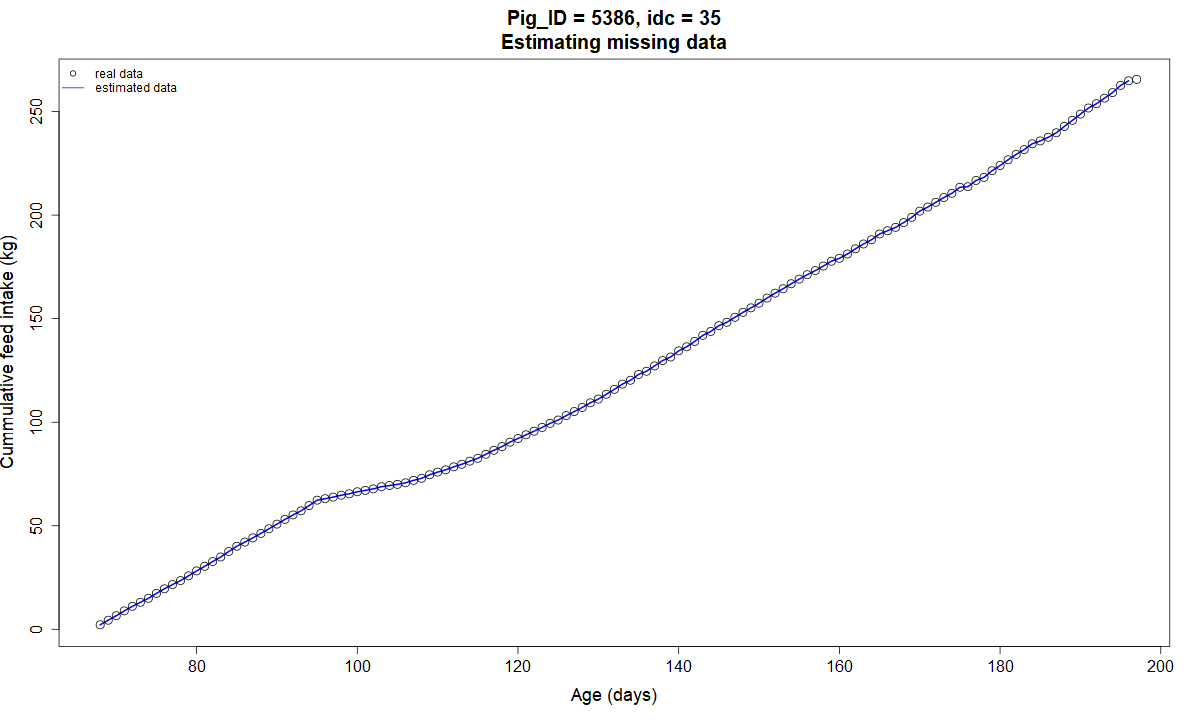 Pig_ID = 5386, idc = 35
Estimating missing data
real data
estimated data
Cummulative feed intake (kg)
0
50
100
150
200
250
80
100
120
140
160
180
200
Age (days)